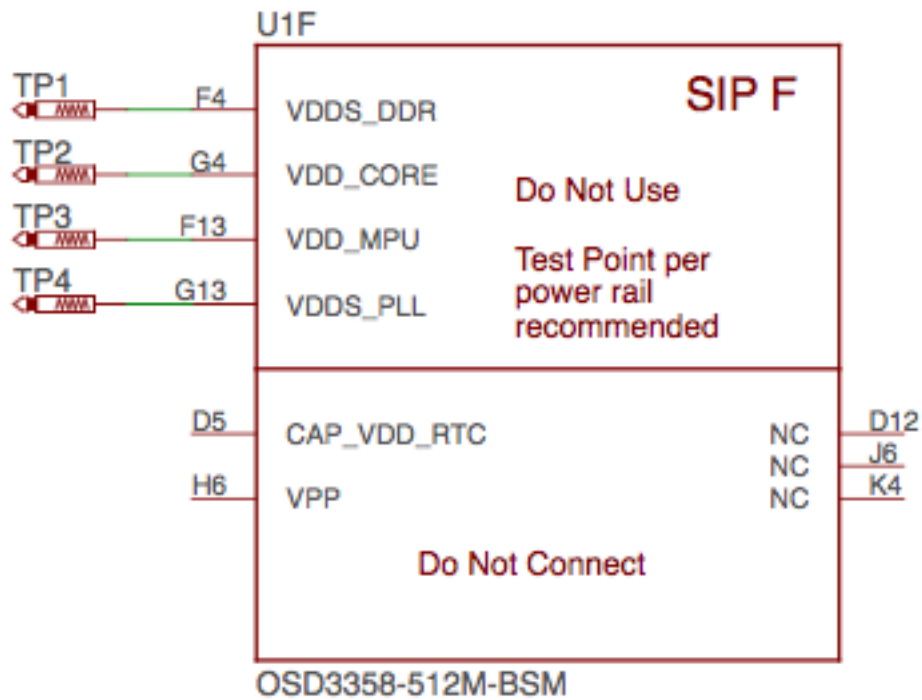 U1F
SIP F
TP1
F4
VDDS_DDR
TP2
G4
VDD_CORE
Do Not Use
TP3
F13
VDD_MPU
Test Point per
power rail
recommended
TP4
G13
VDDS_PLL
D5
CAP_VDD_RTC
NC
D12
NC
J6
H6
VPP
NC
K4
Do Not Connect
OSD3358-512M-BSM